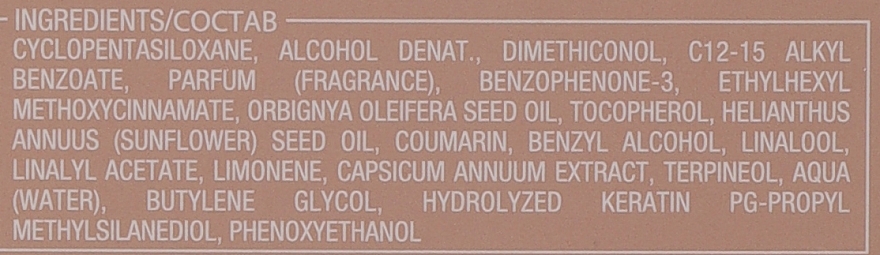 INGREDIENTS/СОСТАВ
CYCLOPENTASILOXANE, ALCOHOL DENAT., DIMETHICONOL, C12-15 ALKYL
BENZOATE, PARFUM (FRAGRANCE), BENZOPHENONE-3, ETHYLHEXYL
METHOXYCINNAMATE, ORBIGNYA OLEIFERA SEED OIL, TOCOPHEROL, HELIANTHUS
ANNUUS (SUNFLOWER) SEED OIL, COUMARIN, BENZYL ALCOHOL, LINALOOL,
LINALYL ACETATE, LIMONENE, CAPSICUM ANNUUM EXTRACT, TERPINEOL, AQUA
(WATER), BUTYLENE GLYCOL, HYDROLYZED KERATIN PG-PROPYL
METHYLSILANEDIOL, PHENOXYETHANOL